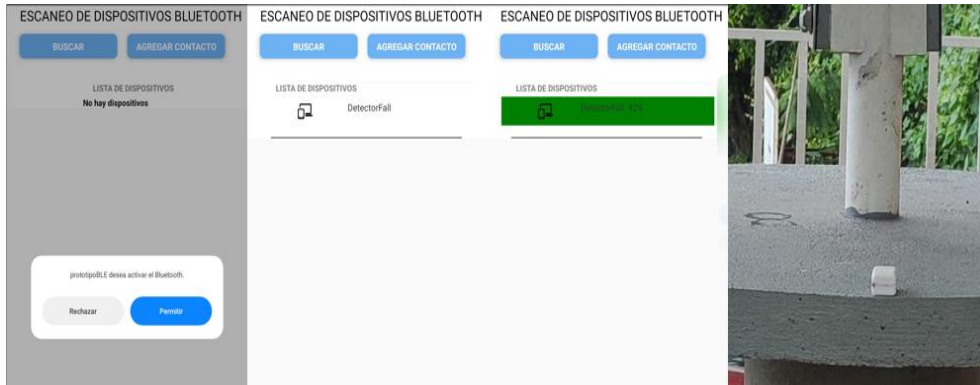 ESCANEO DE DISPOSITIVOS BLUETOOTH
BUSCAR
AGREGAR CONTACTO
LISTA DE DISPOSITIVOS
No hay dispositivos
prototipoBLE desea activar el Bluetooth.
Rechazar
Permitir
ESCANEO DE DISPOSITIVOS BLUETOOTH
BUSCAR
AGREGAR CONTACTO
LISTA DE DISPOSITIVOS
DetectorFall
ESCANEO DE DISPOSITIVOS BLUETOOTH
BUSCAR
AGREGAR CONTACTO
LISTA DE DISPOSITIVOS
DetectorFall